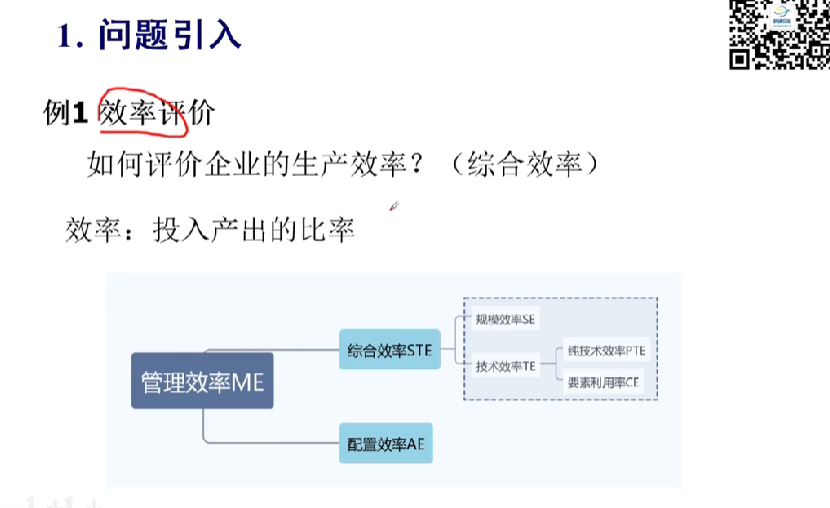 1. 问题引入
例1 效率评价
如何评价企业的生产效率？（综合效率）
效率：投入产出的比率
规模效率SE
综合效率STE
纯技术效率PTE
技术效率TE
管理效率ME
要素利用率CE
配置效率AE